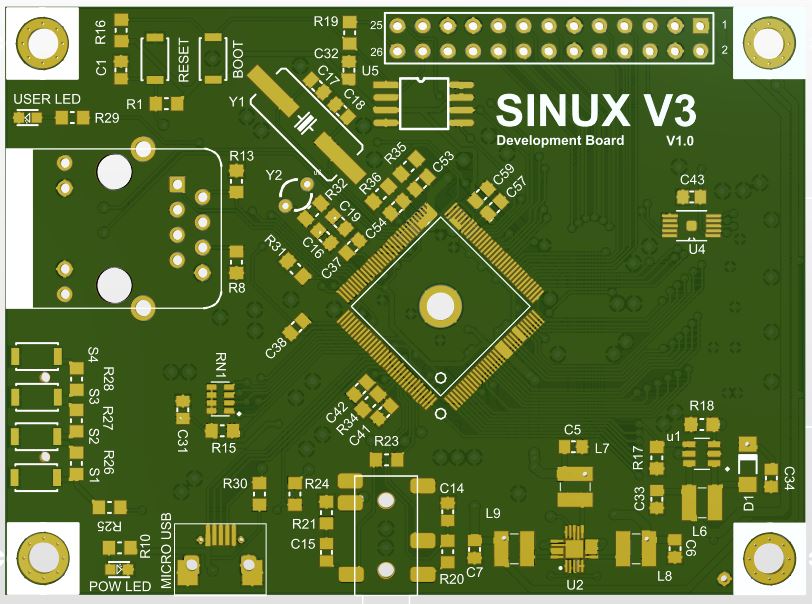 R16
R19
25
1
26
2
C1
RESET
BOOT
C32
U5
C17
C18
USER LED
R1
Y1
R29
SINUX V3
Development Board
V1.0
R13
Y2
R35
C53
R36
R32
C19
C16
C54
C37
C59
C57
C43
U4
R31
R8
C38
S4
R28
S3
R27
S2
R26
S1
RN1
C31
R15
C42
R34
C41
R23
C5
L7
R18
u1
R17
C33
L6
D1
C34
R25
R10
POW LED
MICRO USB
R30
R24
R21
C15
C14
R20
C7
L9
U2
L8
C6